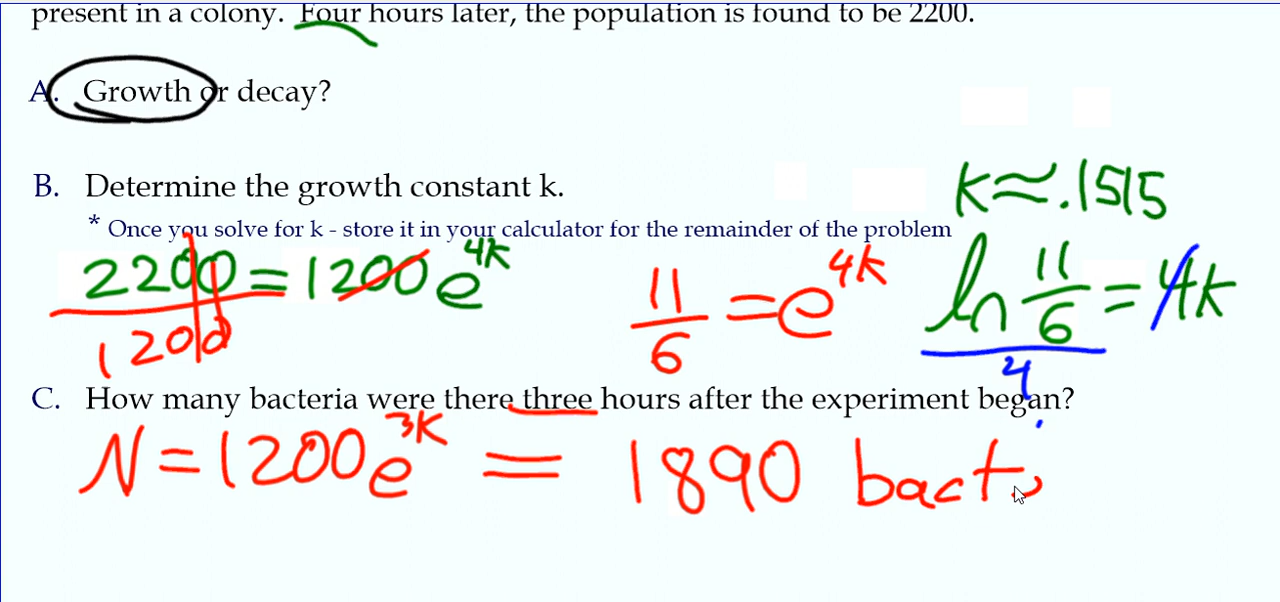 present in a colony. Four hours later, the population is found to be 2200.
A. Growth or decay?
B. Determine the growth constant k.
k≈.1515
* Once you solve for k - store it in your calculator for the remainder of the problem
2200 = 1200 e^4k
1200
11/6 = e^4k
ln 11/6 = 4k
4
C. How many bacteria were there three hours after the experiment began?
N = 1200 e^3k = 1890 bact.